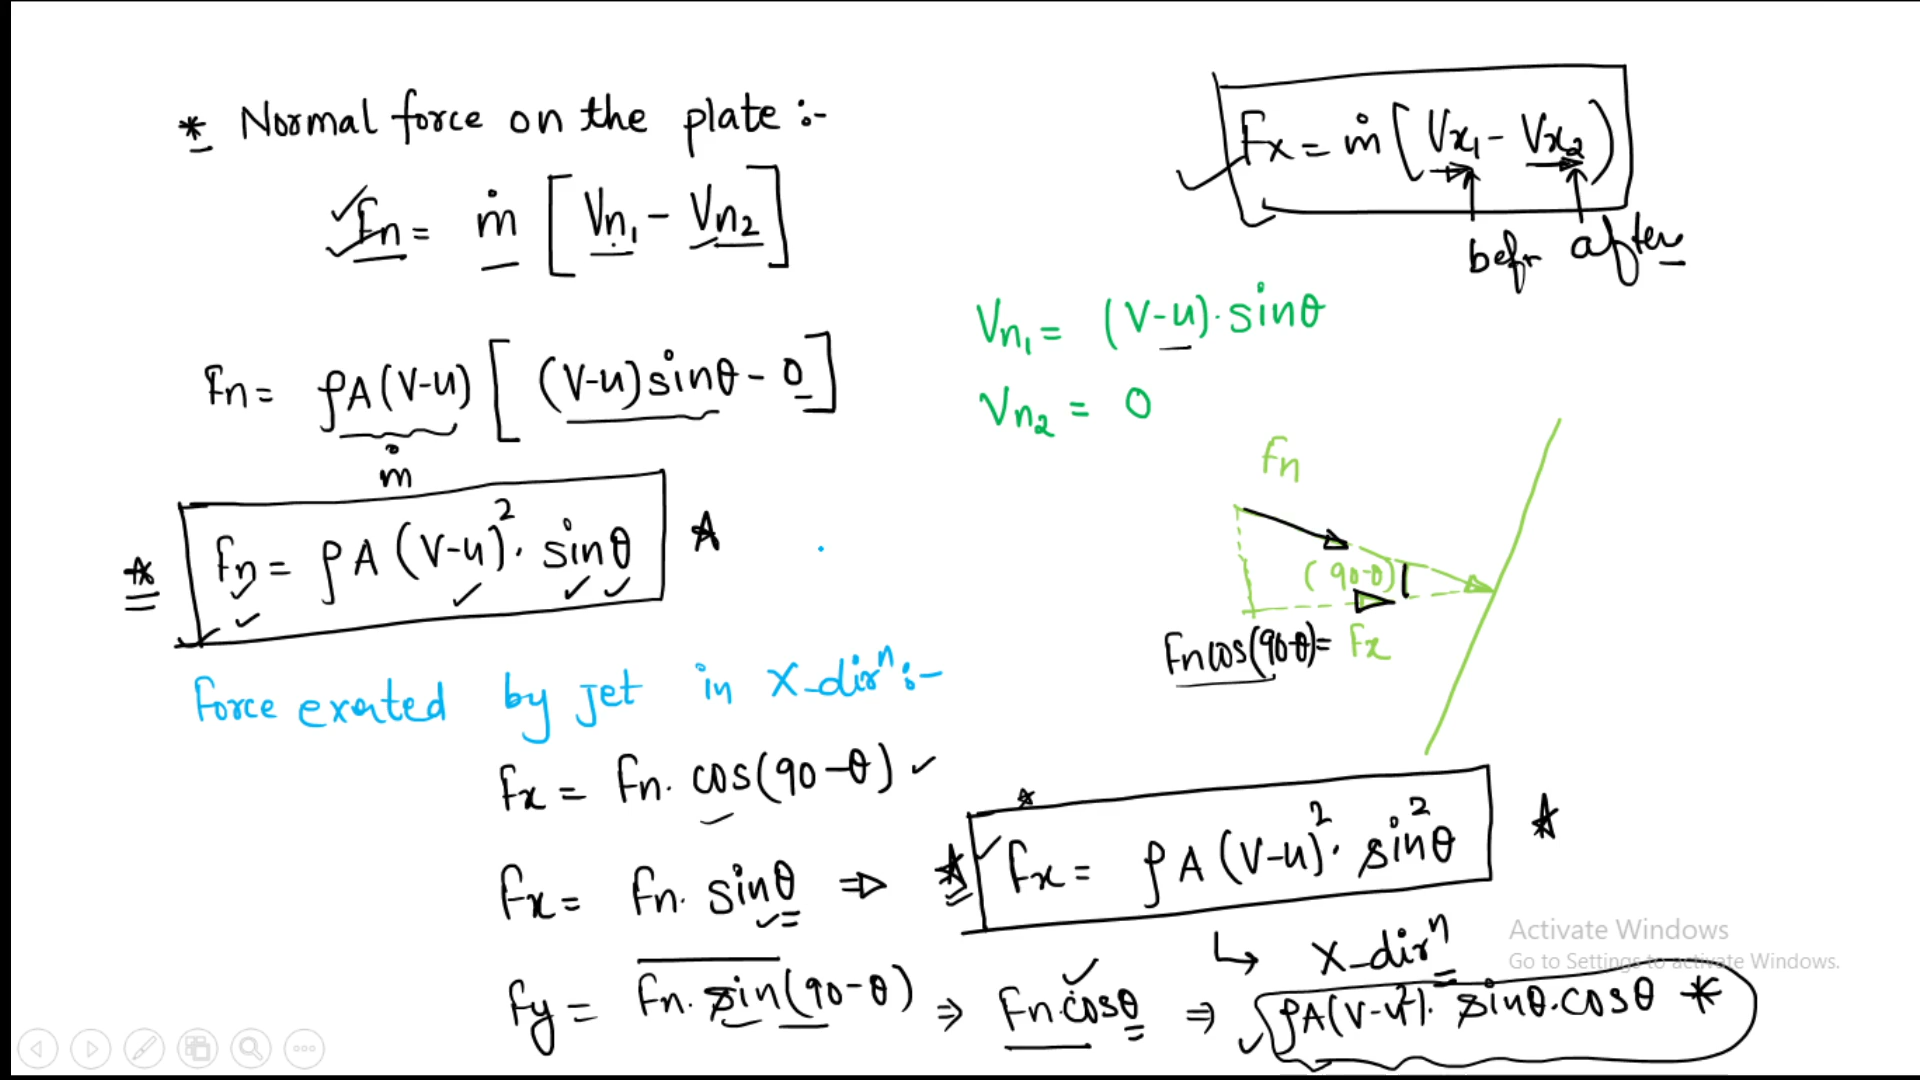 * Normal force on the plate :-
Fn = ṁ [Vn₁ - Vn₂]
Fx = ṁ (Vx₁ - Vx₂)
befr after
Vn₁ = (V-u). sinθ
Vn₂ = 0
Fn = ρA(V-u) [(V-u)sinθ - 0]
ṁ
Fn = ρA (V-u)². sinθ
Fn
(90-θ)
Fn cos(90-θ) = Fx
Force exerted by jet in X-dirⁿ :-
Fx = Fn. cos(90-θ)
Fx = Fn. sinθ ⇒ Fx = ρA (V-u)². sin²θ
↳ X-dirⁿ
Fy = Fn. sin(90-θ) ⇒ Fn.cosθ ⇒ ρA(V-u²). sinθ.cosθ *
Activate Windows
Go to Settings to activate Windows.